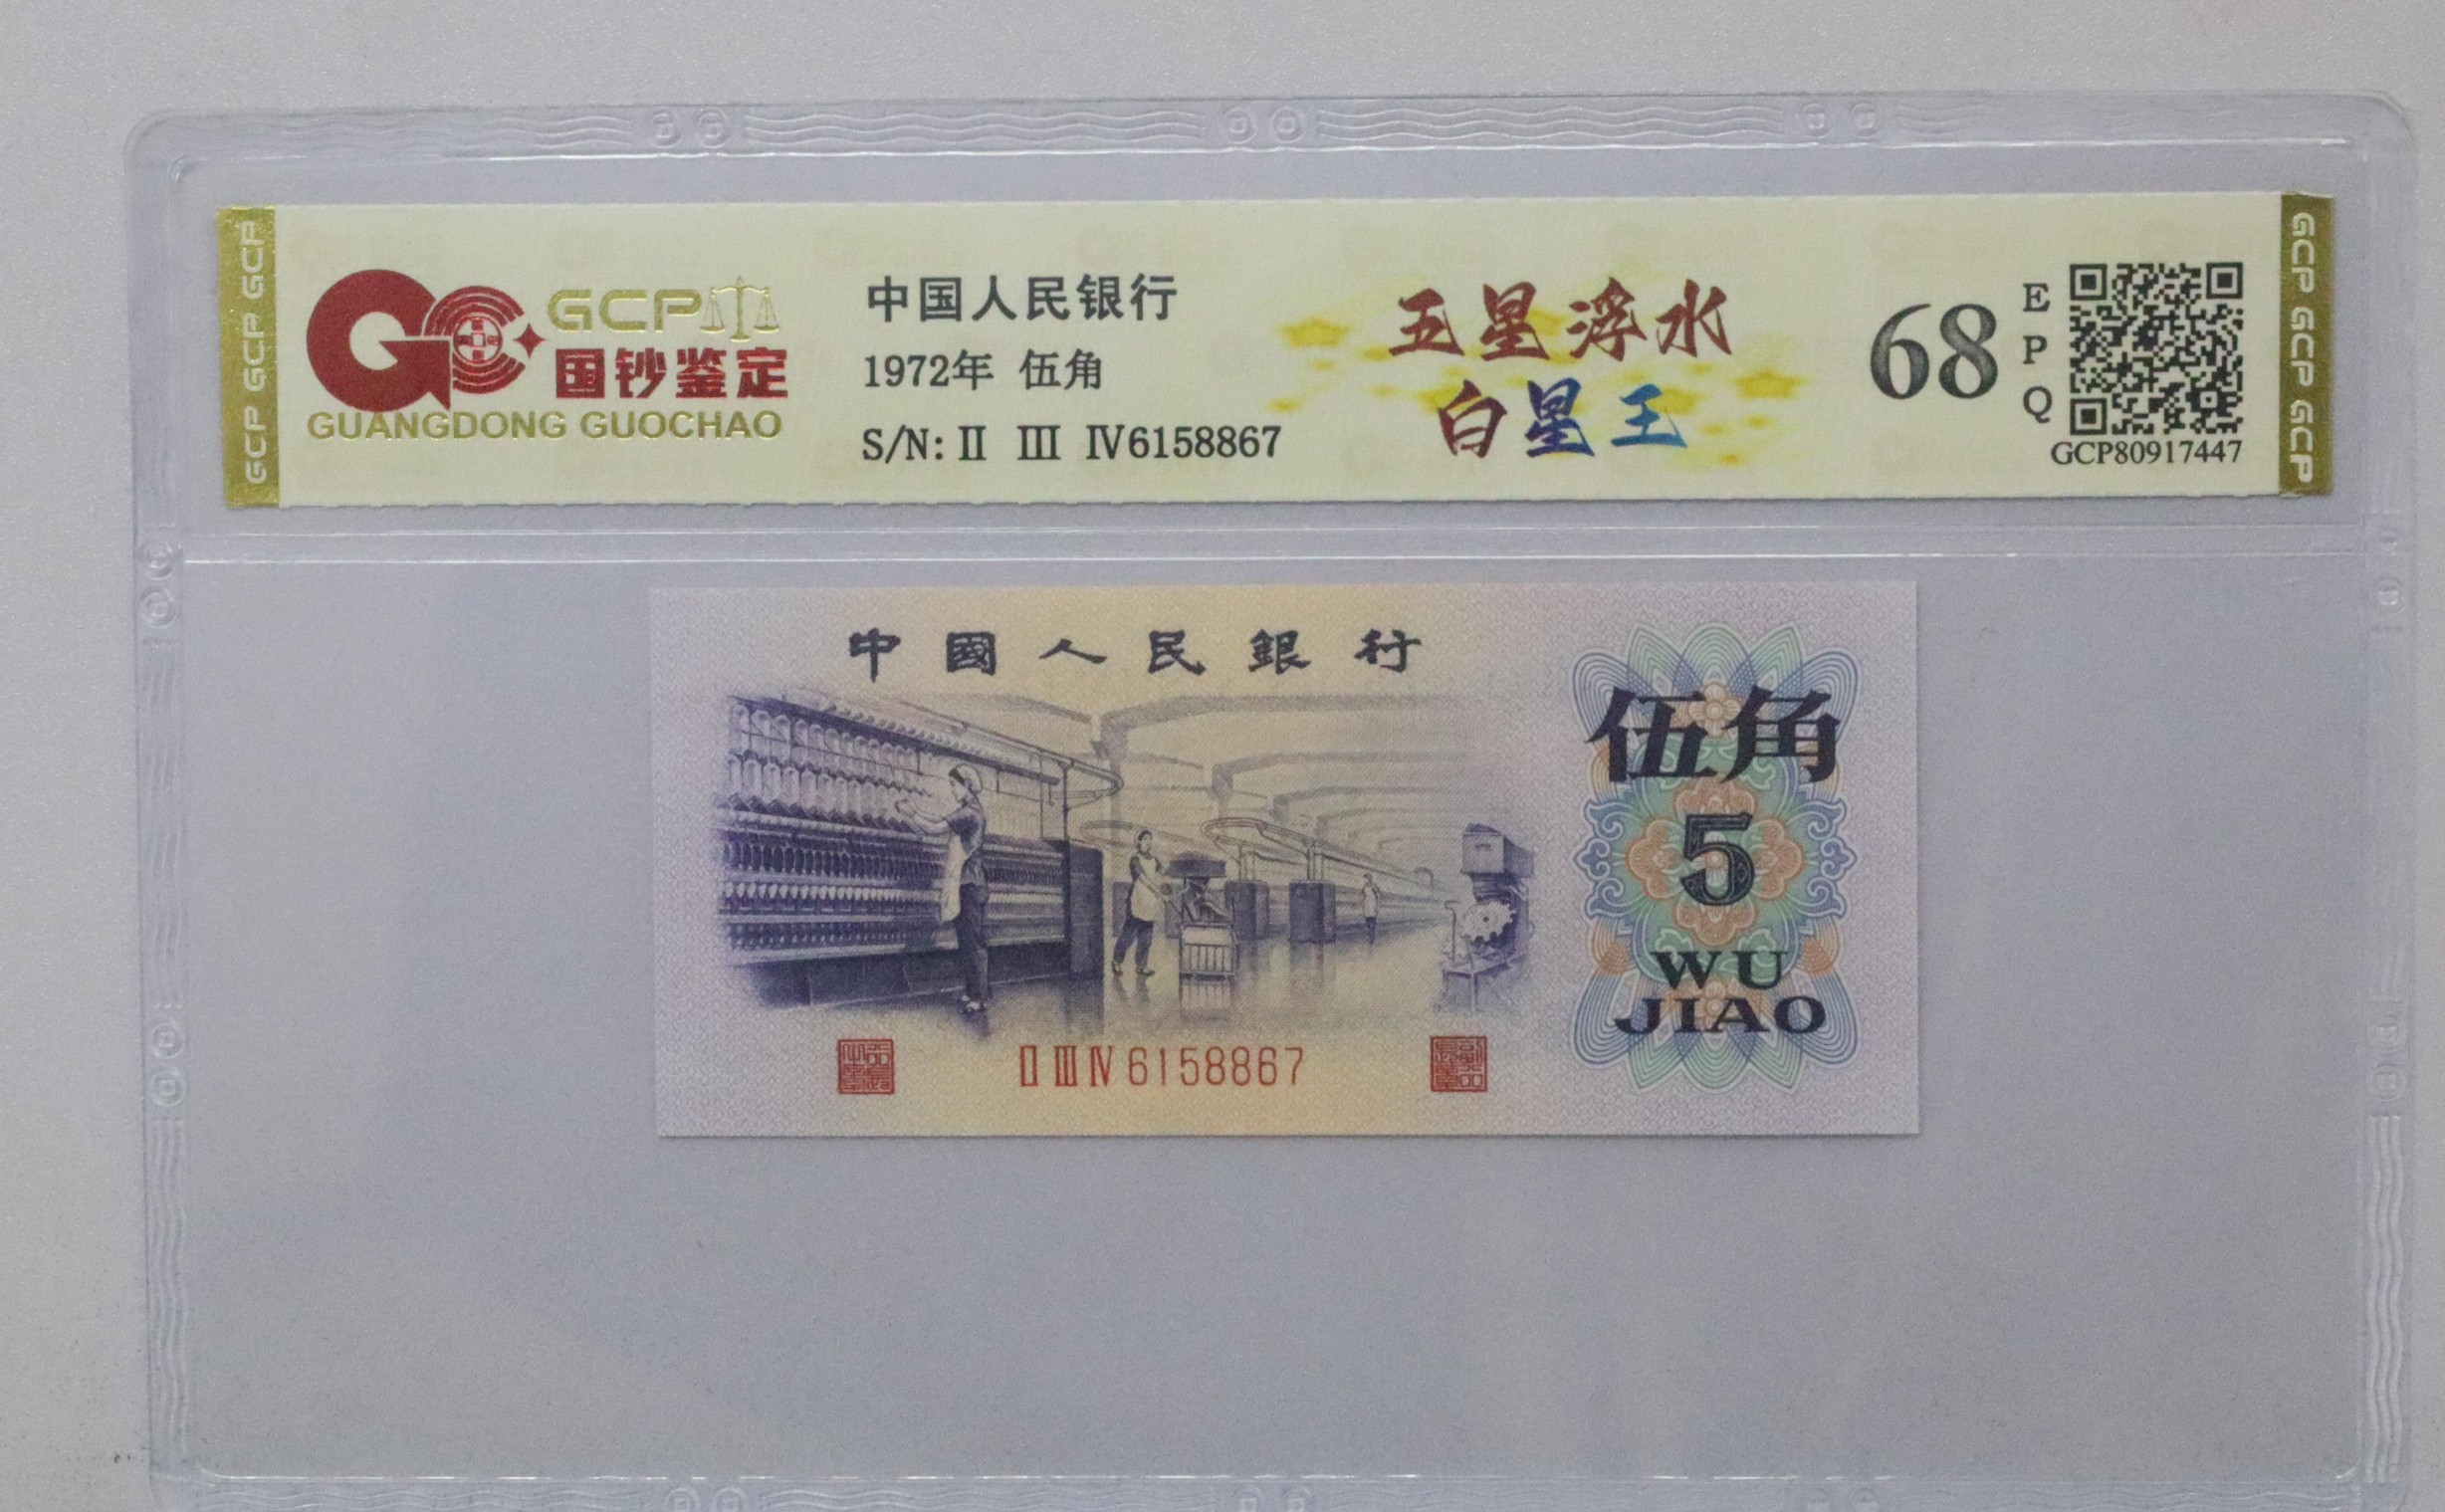 GCP GCP GCP
GCP
国钞鉴定
GUANGDONG GUOCHAO
中国人民银行
1972年 伍角
S/N: Ⅱ Ⅲ Ⅳ6158867
五星浮水
白星王
68
E
P
Q
GCP80917447
GCP GCP GCP GCP
中國人民銀行
伍角
5
WU
JIAO
Ⅱ Ⅲ Ⅳ 6158867